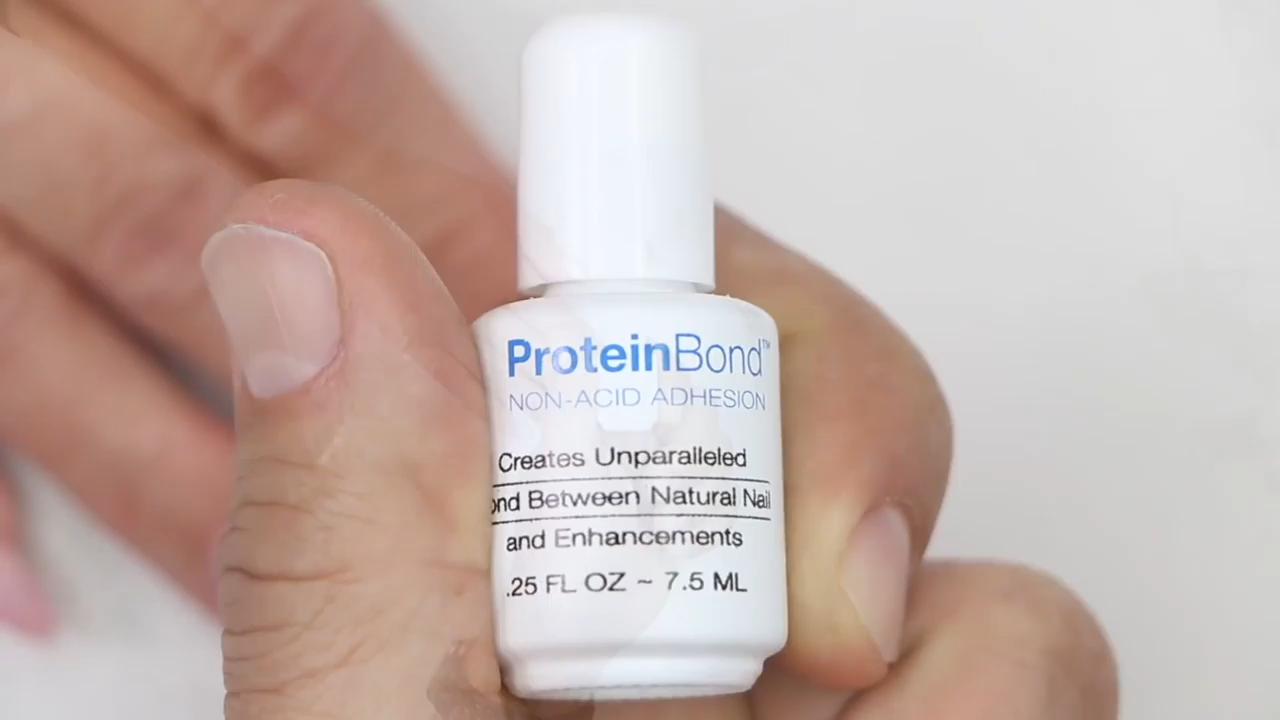 ProteinBond™
NON-ACID ADHESION
Creates Unparalleled
ond Between Natural Nail
and Enhancements
.25 FL OZ ~ 7.5 ML